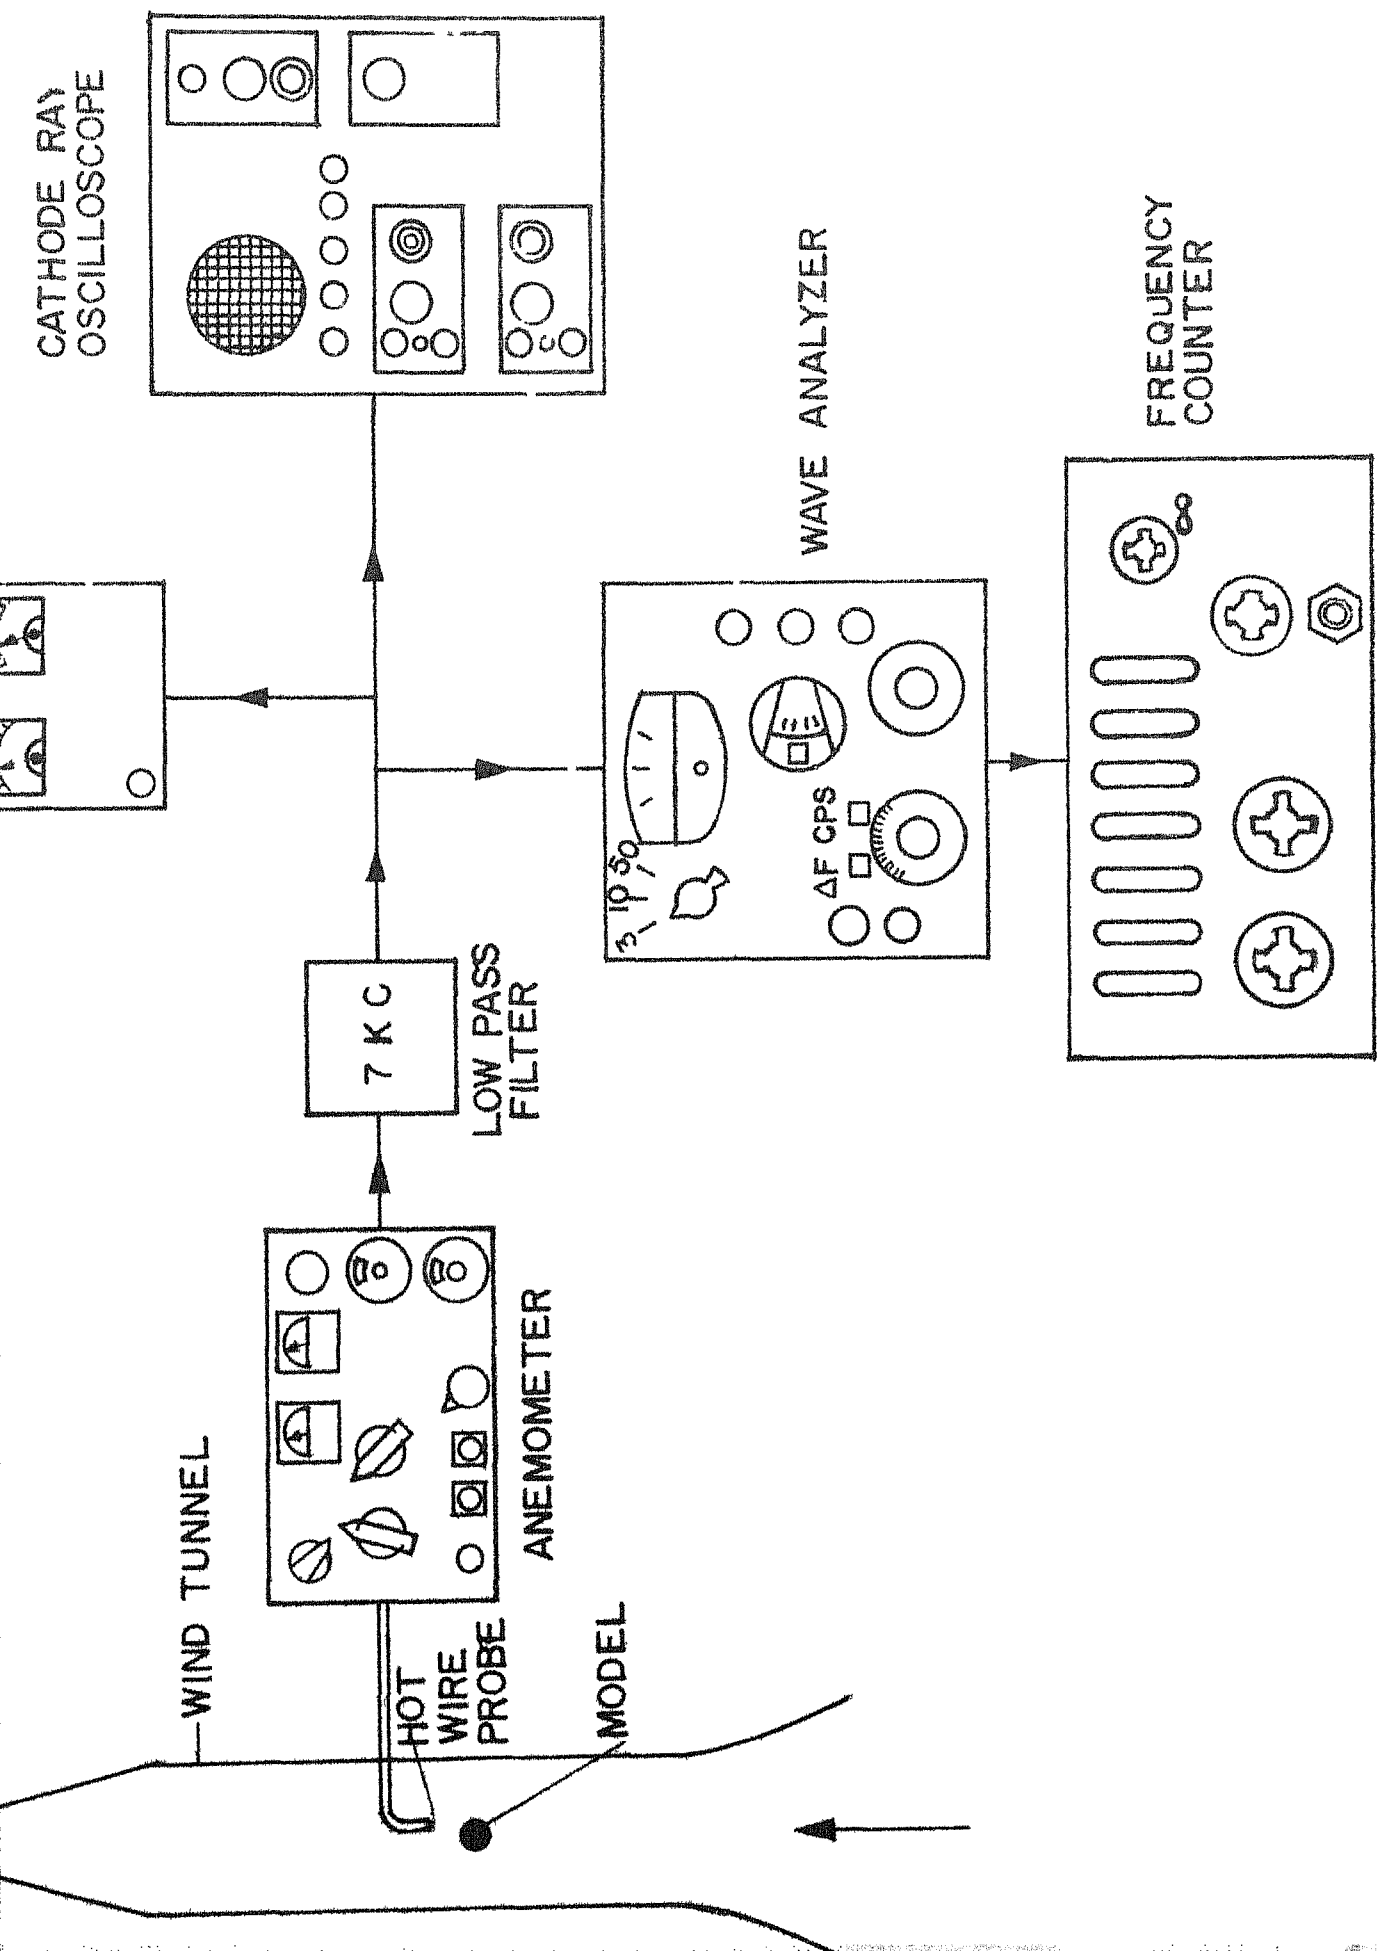 CATHODE RAY
OSCILLOSCOPE
WAVE ANALYZER
FREQUENCY
COUNTER
3 10 50
ΔF CPS
7 KC
LOW PASS
FILTER
WIND TUNNEL
ANEMOMETER
HOT
WIRE
PROBE
MODEL